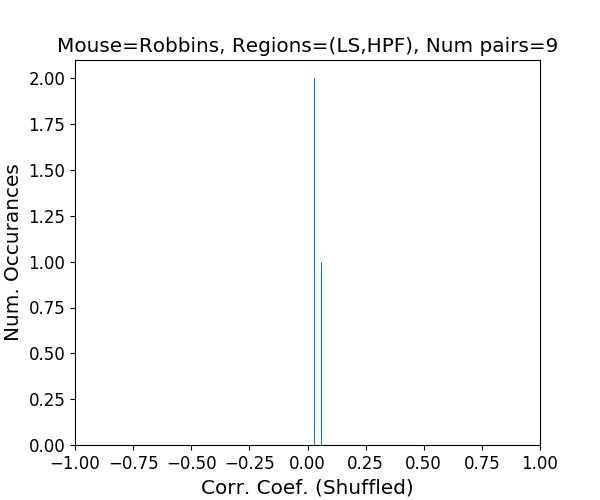 Mouse=Robbins, Regions=(LS,HPF), Num pairs=9
Num. Occurances
2.00
1.75
1.50
1.25
1.00
0.75
0.50
0.25
0.00
−1.00 −0.75 −0.50 −0.25 0.00 0.25 0.50 0.75 1.00
Corr. Coef. (Shuffled)